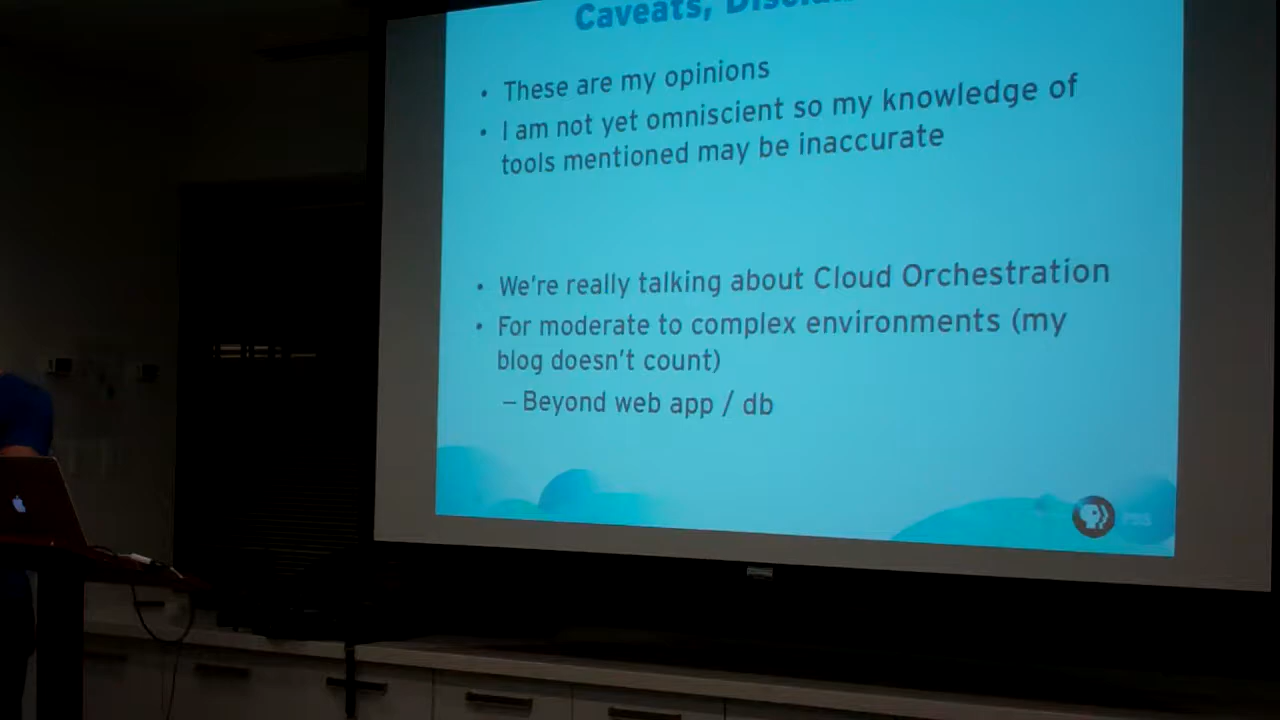 Caveats,
• These are my opinions
• I am not yet omniscient so my knowledge of
tools mentioned may be inaccurate
• We're really talking about Cloud Orchestration
• For moderate to complex environments (my
blog doesn't count)
– Beyond web app / db
PBS